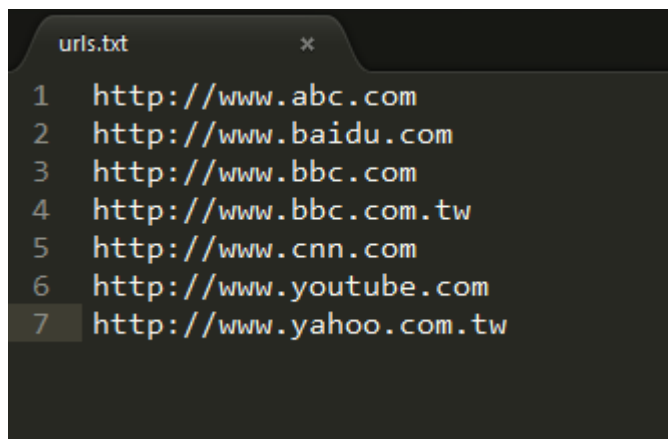 urls.txt ×
1 http://www.abc.com
2 http://www.baidu.com
3 http://www.bbc.com
4 http://www.bbc.com.tw
5 http://www.cnn.com
6 http://www.youtube.com
7 http://www.yahoo.com.tw